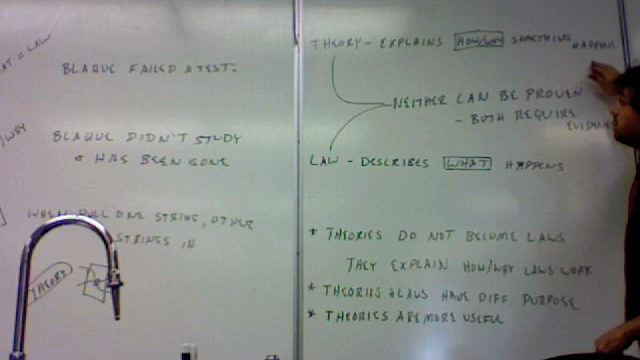 = LAW
BLAQUE FAILED A TEST.
/WHY
BLAQUE DIDN'T STUDY
& HAS BEEN GONE
WHEN PULL ONE STRING, OTHER
STRINGS
THEORY
THEORY - EXPLAINS HOW/WHY SOMETHING HAPPENS
NEITHER CAN BE PROVEN
- BOTH REQUIRE
LAW - DESCRIBES WHAT HAPPENS
* THEORIES DO NOT BECOME LAWS
THEY EXPLAIN HOW/WHY LAWS WORK
* THEORIES & LAWS HAVE DIFF. PURPOSE
* THEORIES ARE MORE USEFUL